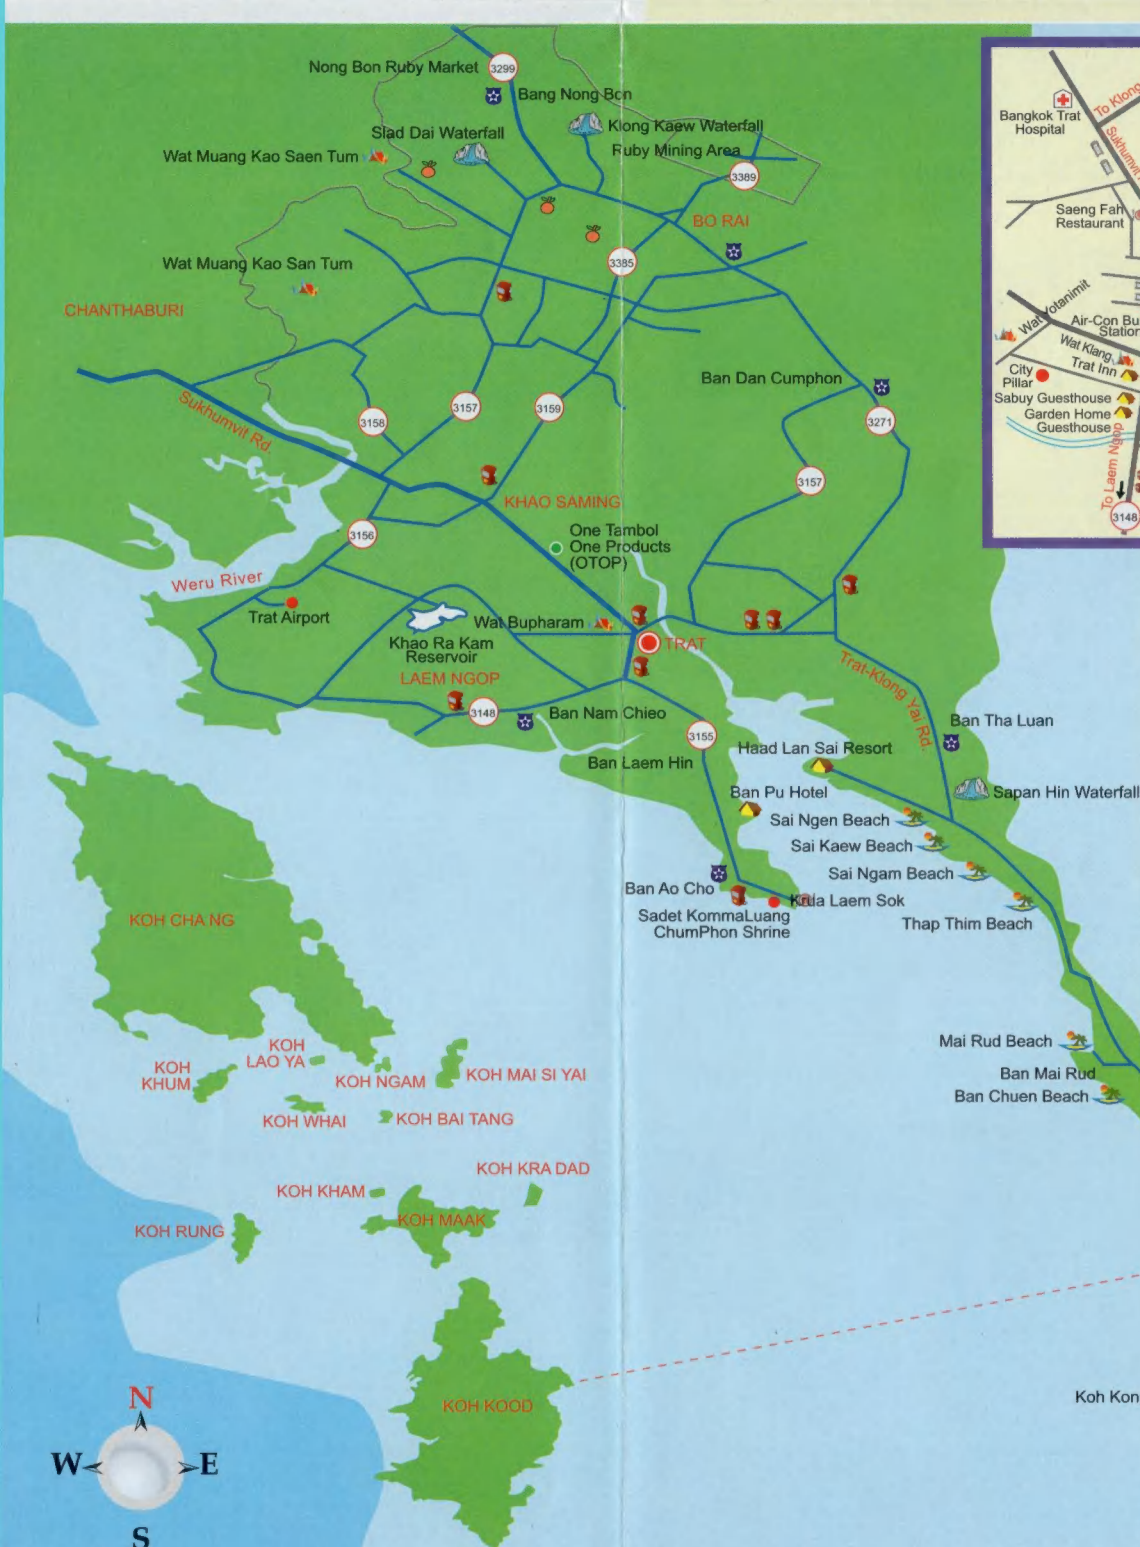 Nong Bon Ruby Market
3299
Bang Nong Bon
Slad Dai Waterfall
Klong Kaew Waterfall
Wat Muang Kao Saen Tum
Ruby Mining Area
3389
BO RAI
Wat Muang Kao San Tum
3385
CHANTHABURI
Ban Dan Cumphon
Sukhumvit Rd.
3158
3157
3159
3271
3157
KHAO SAMING
3156
One Tambol
One Products
(OTOP)
Weru River
Trat Airport
Wat Bupharam
Khao Ra Kam
Reservoir
TRAT
LAEM NGOP
Trat-Klong Yai Rd.
3148
Ban Nam Chieo
3155
Ban Tha Luan
Haad Lan Sai Resort
Ban Laem Hin
Ban Pu Hotel
Sapan Hin Waterfall
Sai Ngen Beach
Sai Kaew Beach
Sai Ngam Beach
Ban Ao Cho
Krua Laem Sok
Sadet KommaLuang
ChumPhon Shrine
Thap Thim Beach
KOH CHANG
Mai Rud Beach
Ban Mai Rud
Ban Chuen Beach
KOH
LAO YA
KOH
KHUM
KOH NGAM
KOH MAI SI YAI
KOH WHAI
KOH BAI TANG
KOH KRA DAD
KOH KHAM
KOH MAAK
KOH RUNG
KOH KOOD
Koh Kon
N
W
E
S
Bangkok Trat
Hospital
To Klong
Sukhumvit
Saeng Fah
Restaurant
Wat Yotanimit
Air-Con Bu
Station
Wat Klang
Trat Inn
City
Pillar
Sabuy Guesthouse
Garden Home
Guesthouse
To Laem Ngop
3148